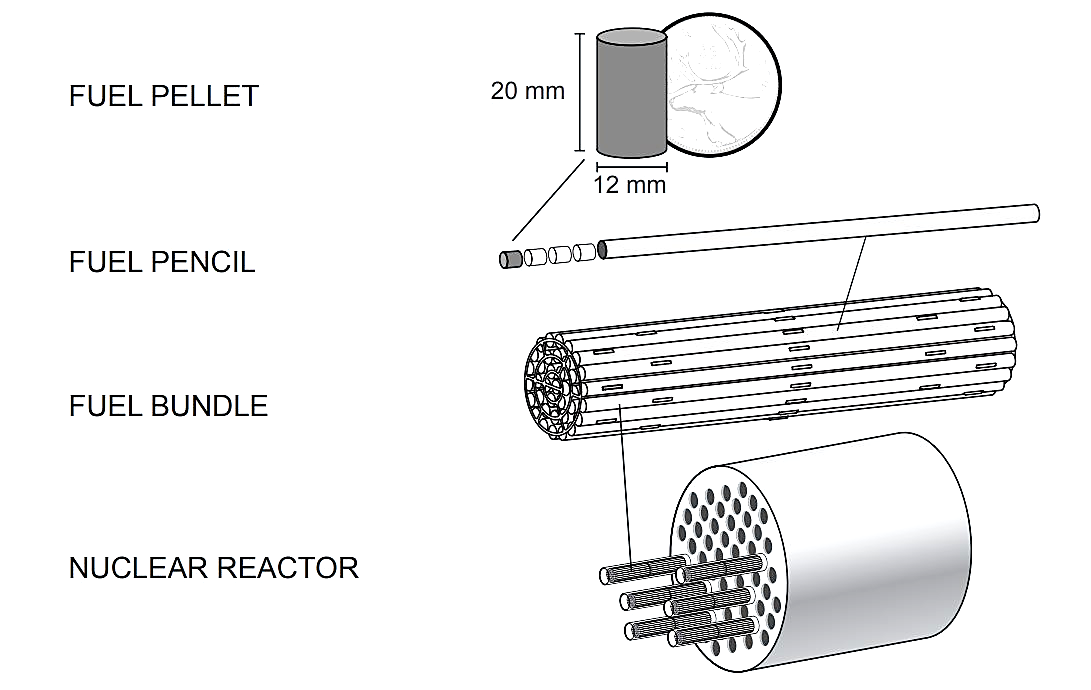 FUEL PELLET
20 mm
12 mm
FUEL PENCIL
FUEL BUNDLE
NUCLEAR REACTOR